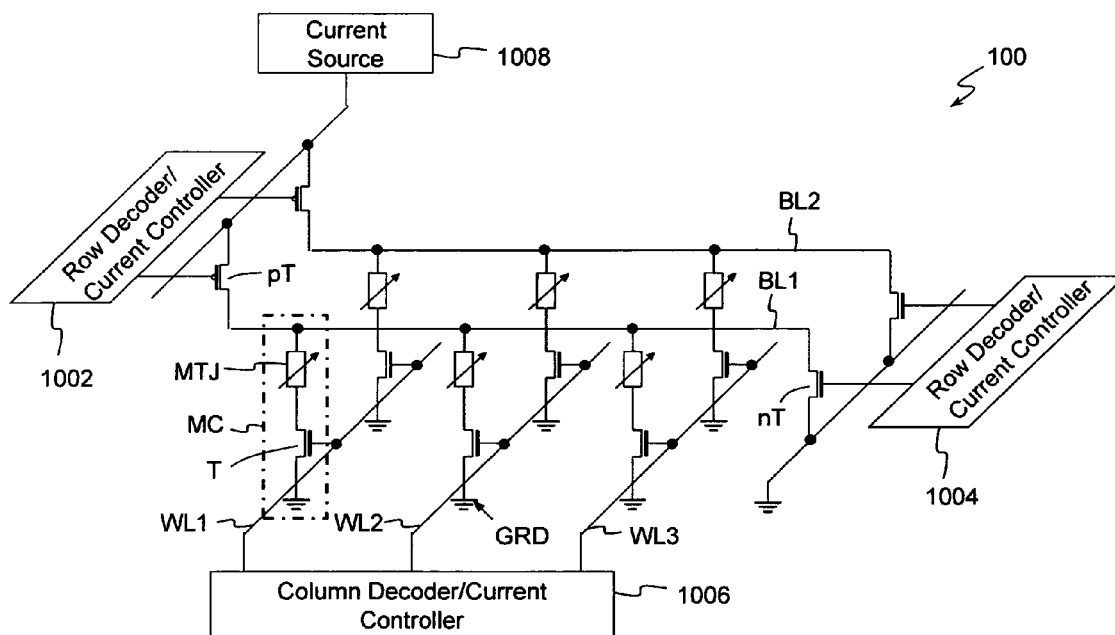 Current
Source
1008
100
Row Decoder/
Current Controller
1002
pT
BL2
BL1
MTJ
MC
T
nT
Row Decoder/
Current Controller
1004
WL1
WL2
GRD
WL3
Column Decoder/Current
Controller
1006